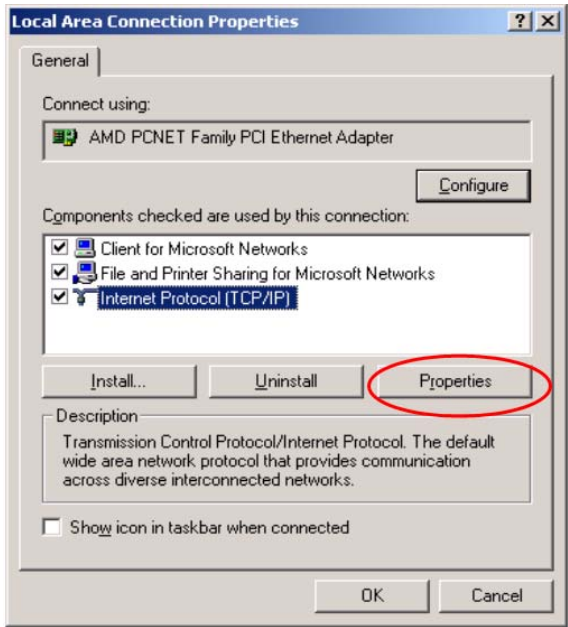 Local Area Connection Properties
General
Connect using:
AMD PCNET Family PCI Ethernet Adapter
Configure
Components checked are used by this connection:
Client for Microsoft Networks
File and Printer Sharing for Microsoft Networks
Internet Protocol (TCP/IP)
Install... Uninstall Properties
Description
Transmission Control Protocol/Internet Protocol. The default
wide area network protocol that provides communication
across diverse interconnected networks.
Show icon in taskbar when connected
OK Cancel